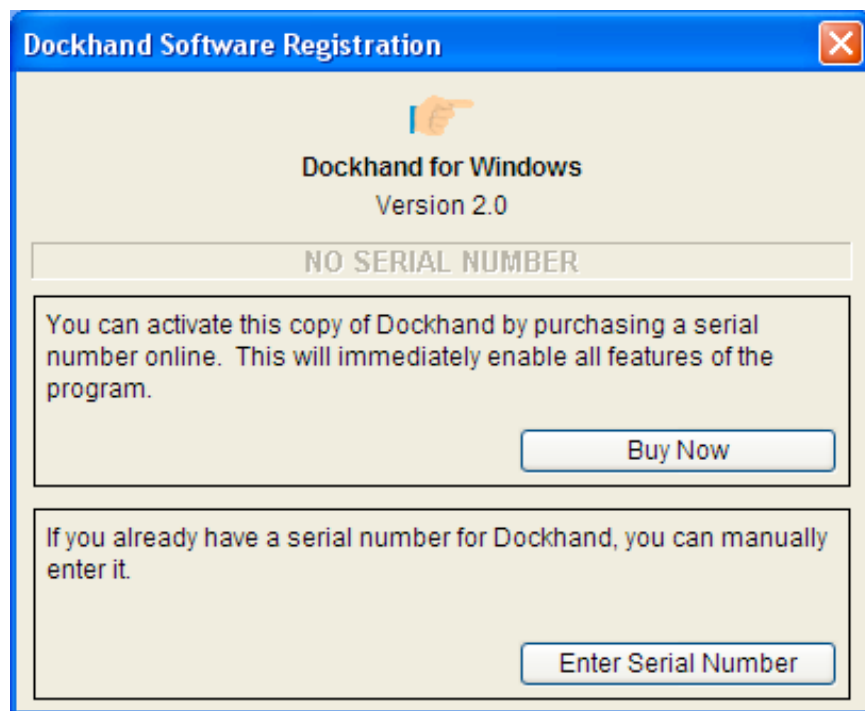 Dockhand Software Registration
Dockhand for Windows
Version 2.0
NO SERIAL NUMBER
You can activate this copy of Dockhand by purchasing a serial
number online.  This will immediately enable all features of the
program.
Buy Now
If you already have a serial number for Dockhand, you can manually
enter it.
Enter Serial Number